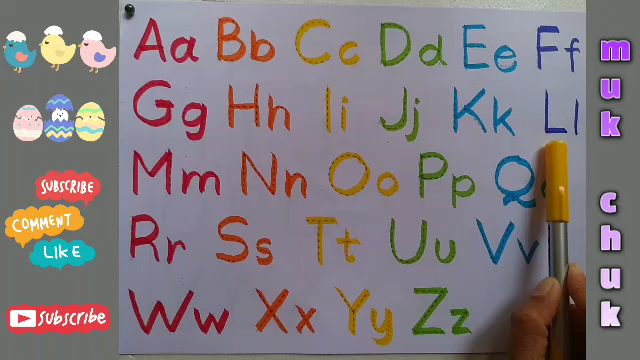 Aa Bb Cc Dd Ee Ff
Gg Hh Ii Jj Kk Ll
Mm Nn Oo Pp Q
Rr Ss Tt Uu Vv
Ww Xx Yy Zz
SUBSCRIBE
COMMENT
LIKE
Subscribe
muk chuk